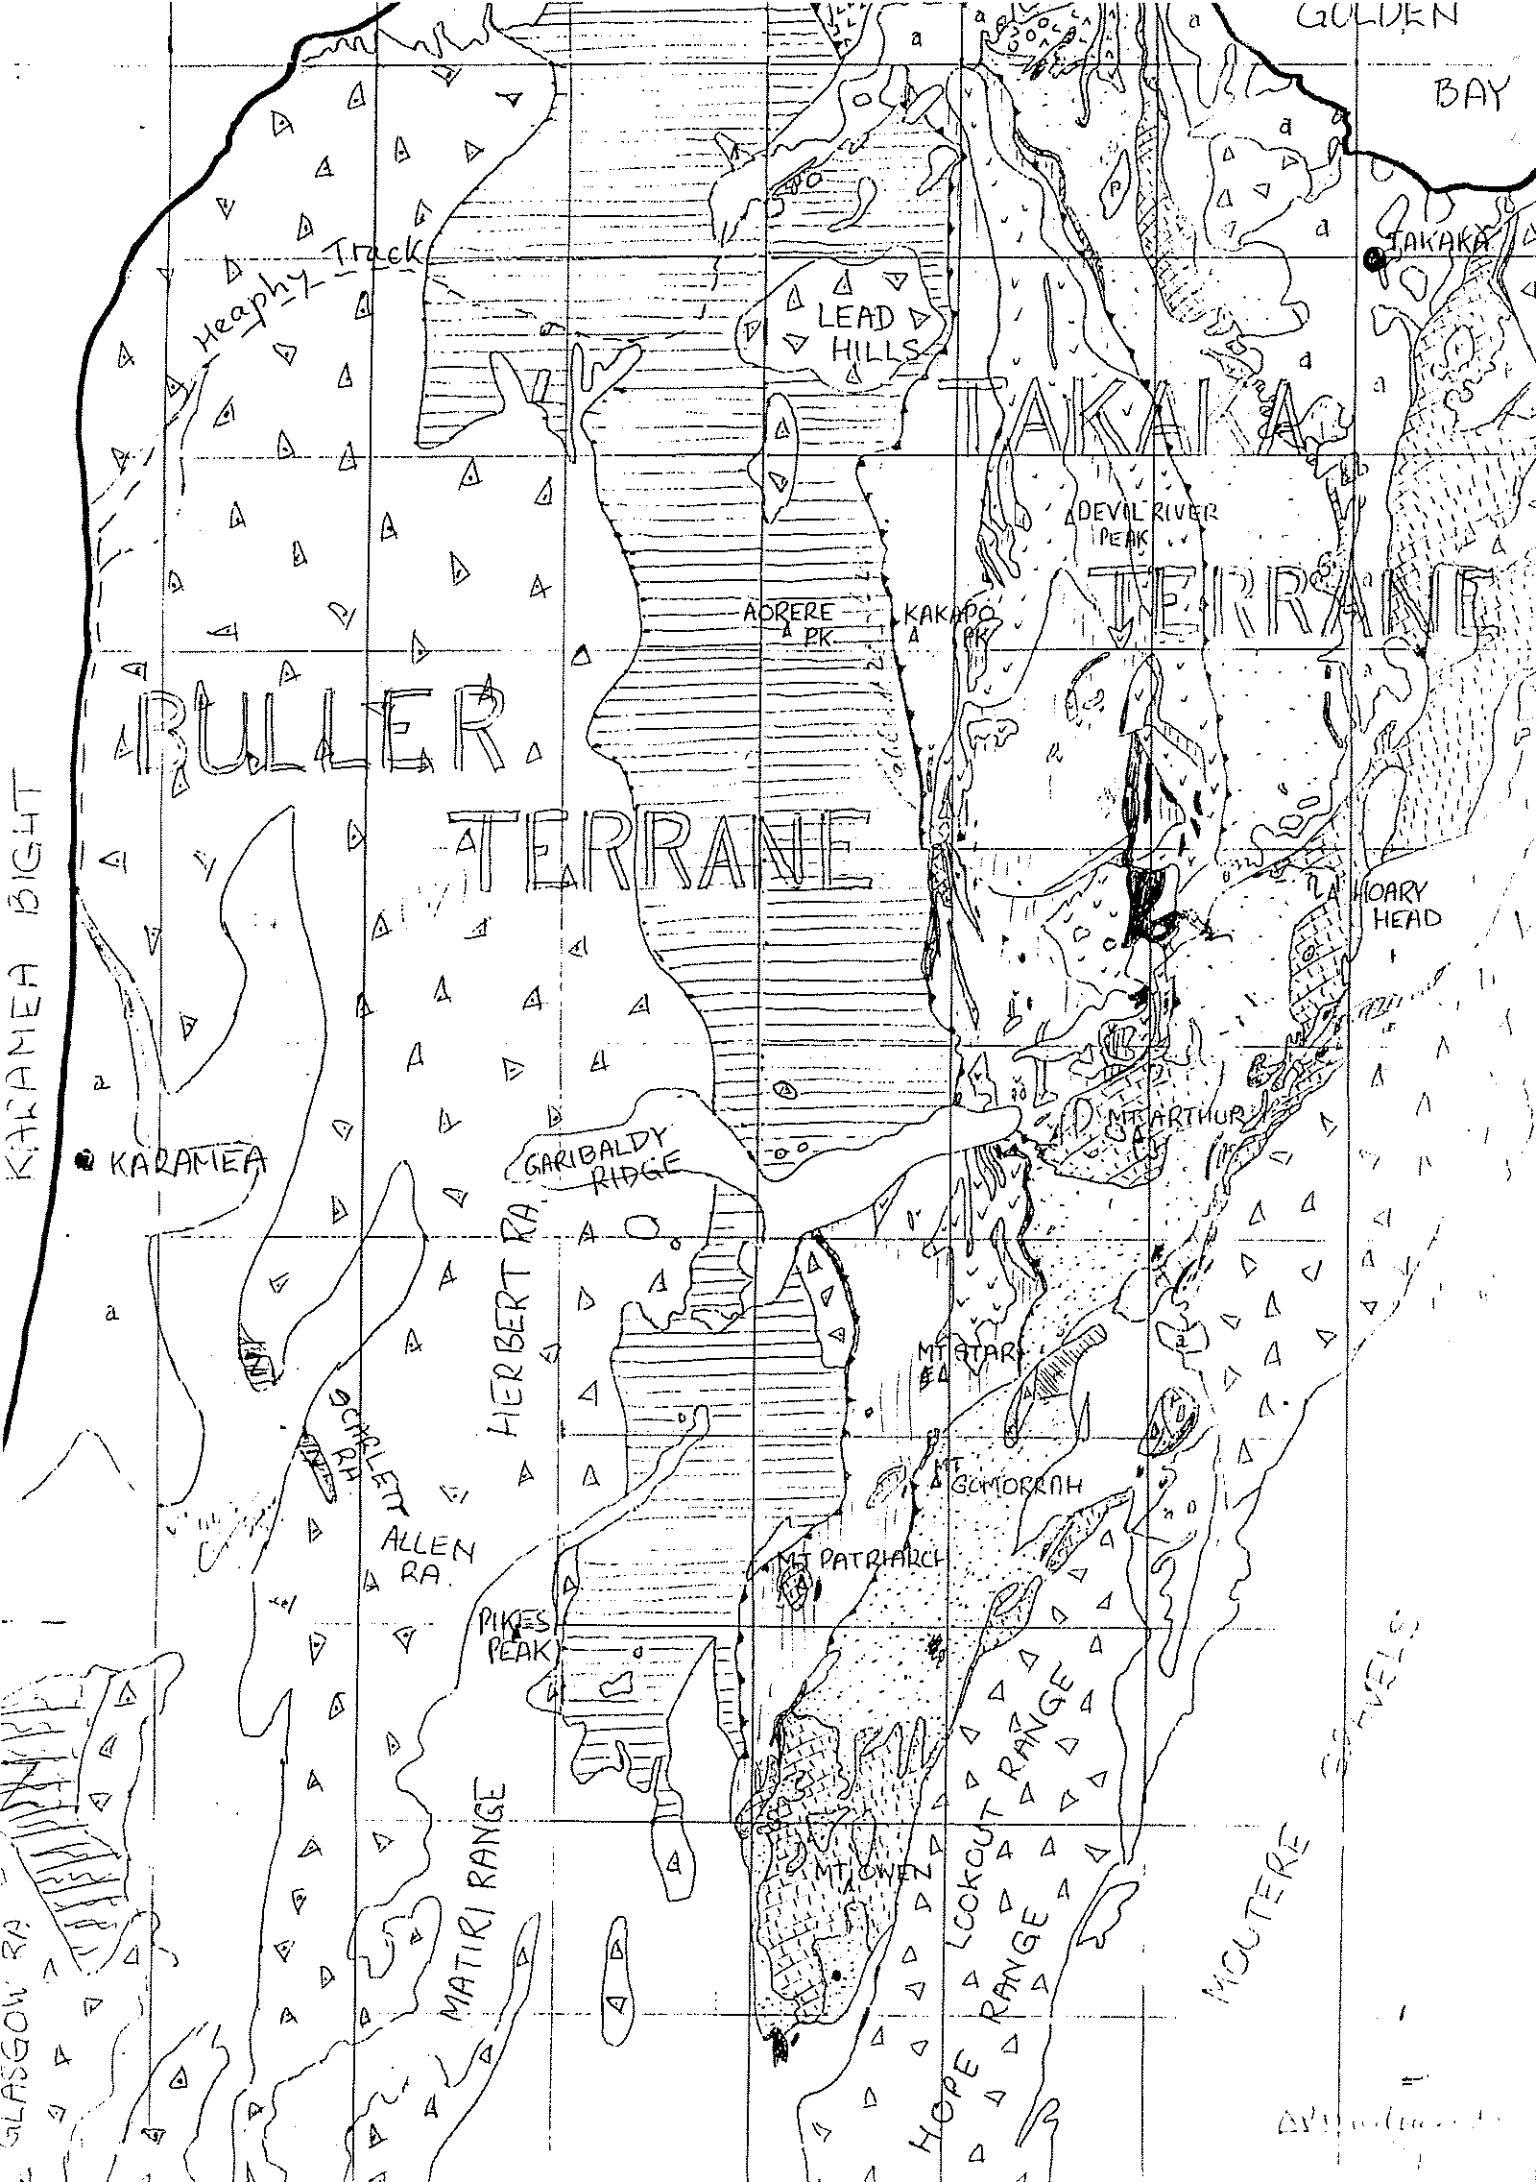 GOLDEN
BAY
TAKAKA
Heaphy Track
LEAD
HILLS
TAKAKA
TERRANE
DEVIL RIVER
PEAK
AORERE
PK
KAKAPO
PK
BULLER
TERRANE
KARAMEA BIGHT
HOARY
HEAD
MT ARTHUR
KARAMEA
GARIBALDY
RIDGE
HERBERT RA.
MT ATAR
SCARLETT
RA
MT
GOMORRAH
ALLEN
RA.
MT PATRIARCH
PIKES
PEAK
MATIRI RANGE
MT OWEN
LOOKOUT RANGE
HOPE RANGE
MOUTERE
GLASGOW RA